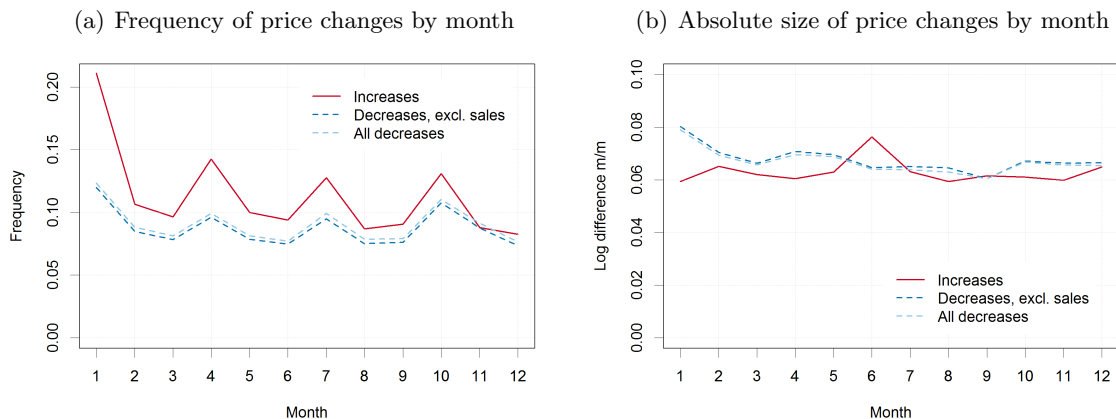 (a) Frequency of price changes by month
Frequency
0.20
0.15
0.10
0.05
0.00
Increases
Decreases, excl. sales
All decreases
1 2 3 4 5 6 7 8 9 10 11 12
Month
(b) Absolute size of price changes by month
Log difference m/m
0.10
0.08
0.06
0.04
0.02
0.00
Increases
Decreases, excl. sales
All decreases
1 2 3 4 5 6 7 8 9 10 11 12
Month